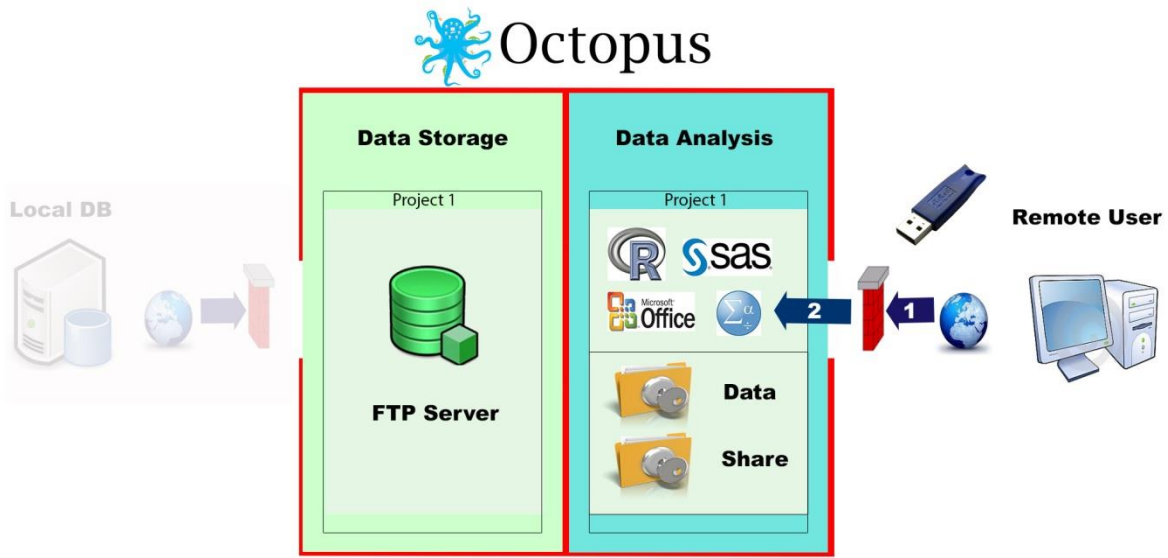 Octopus
Data Storage
Data Analysis
Local DB
Project 1
FTP Server
Project 1
R
sas
Microsoft
Office
Σ α ÷
2
1
Data
Share
Remote User